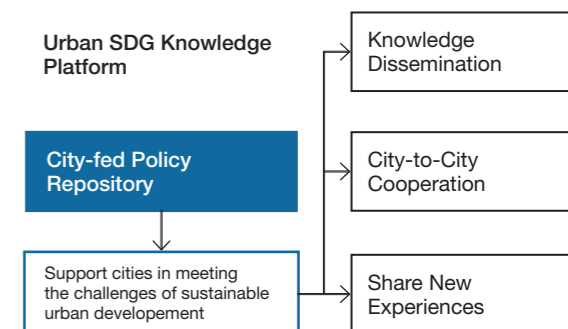 Urban SDG Knowledge
Platform
City-fed Policy
Repository
Support cities in meeting
the challenges of sustainable
urban developement
Knowledge
Dissemination
City-to-City
Cooperation
Share New
Experiences